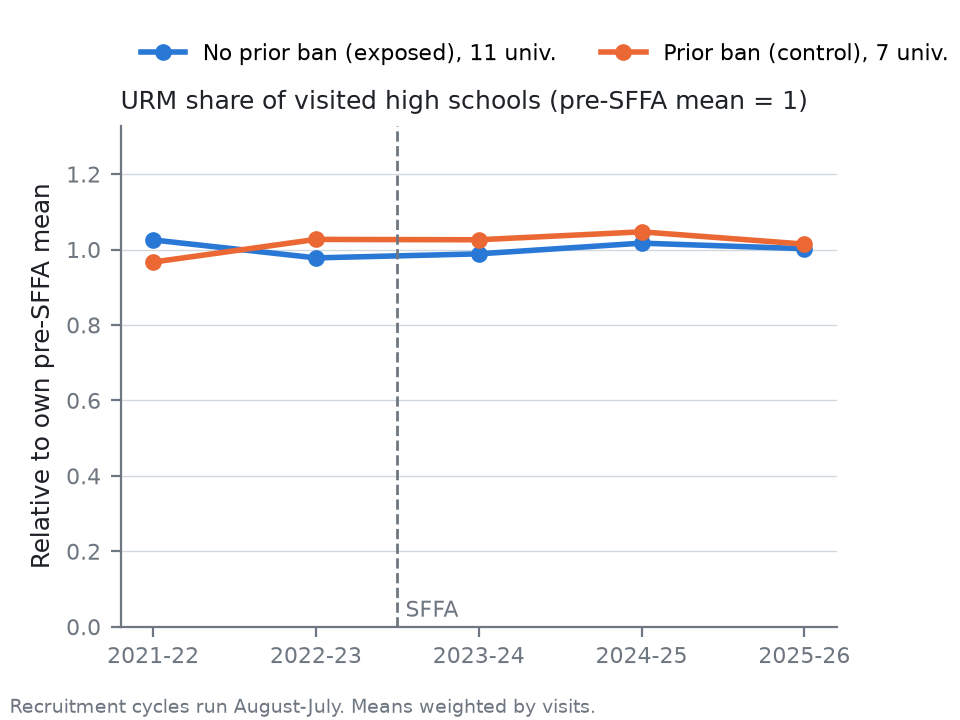 No prior ban (exposed), 11 univ.
Prior ban (control), 7 univ.
URM share of visited high schools (pre-SFFA mean = 1)
Relative to own pre-SFFA mean
1.2
1.0
0.8
0.6
0.4
0.2
0.0
SFFA
2021-22
2022-23
2023-24
2024-25
2025-26
Recruitment cycles run August-July. Means weighted by visits.